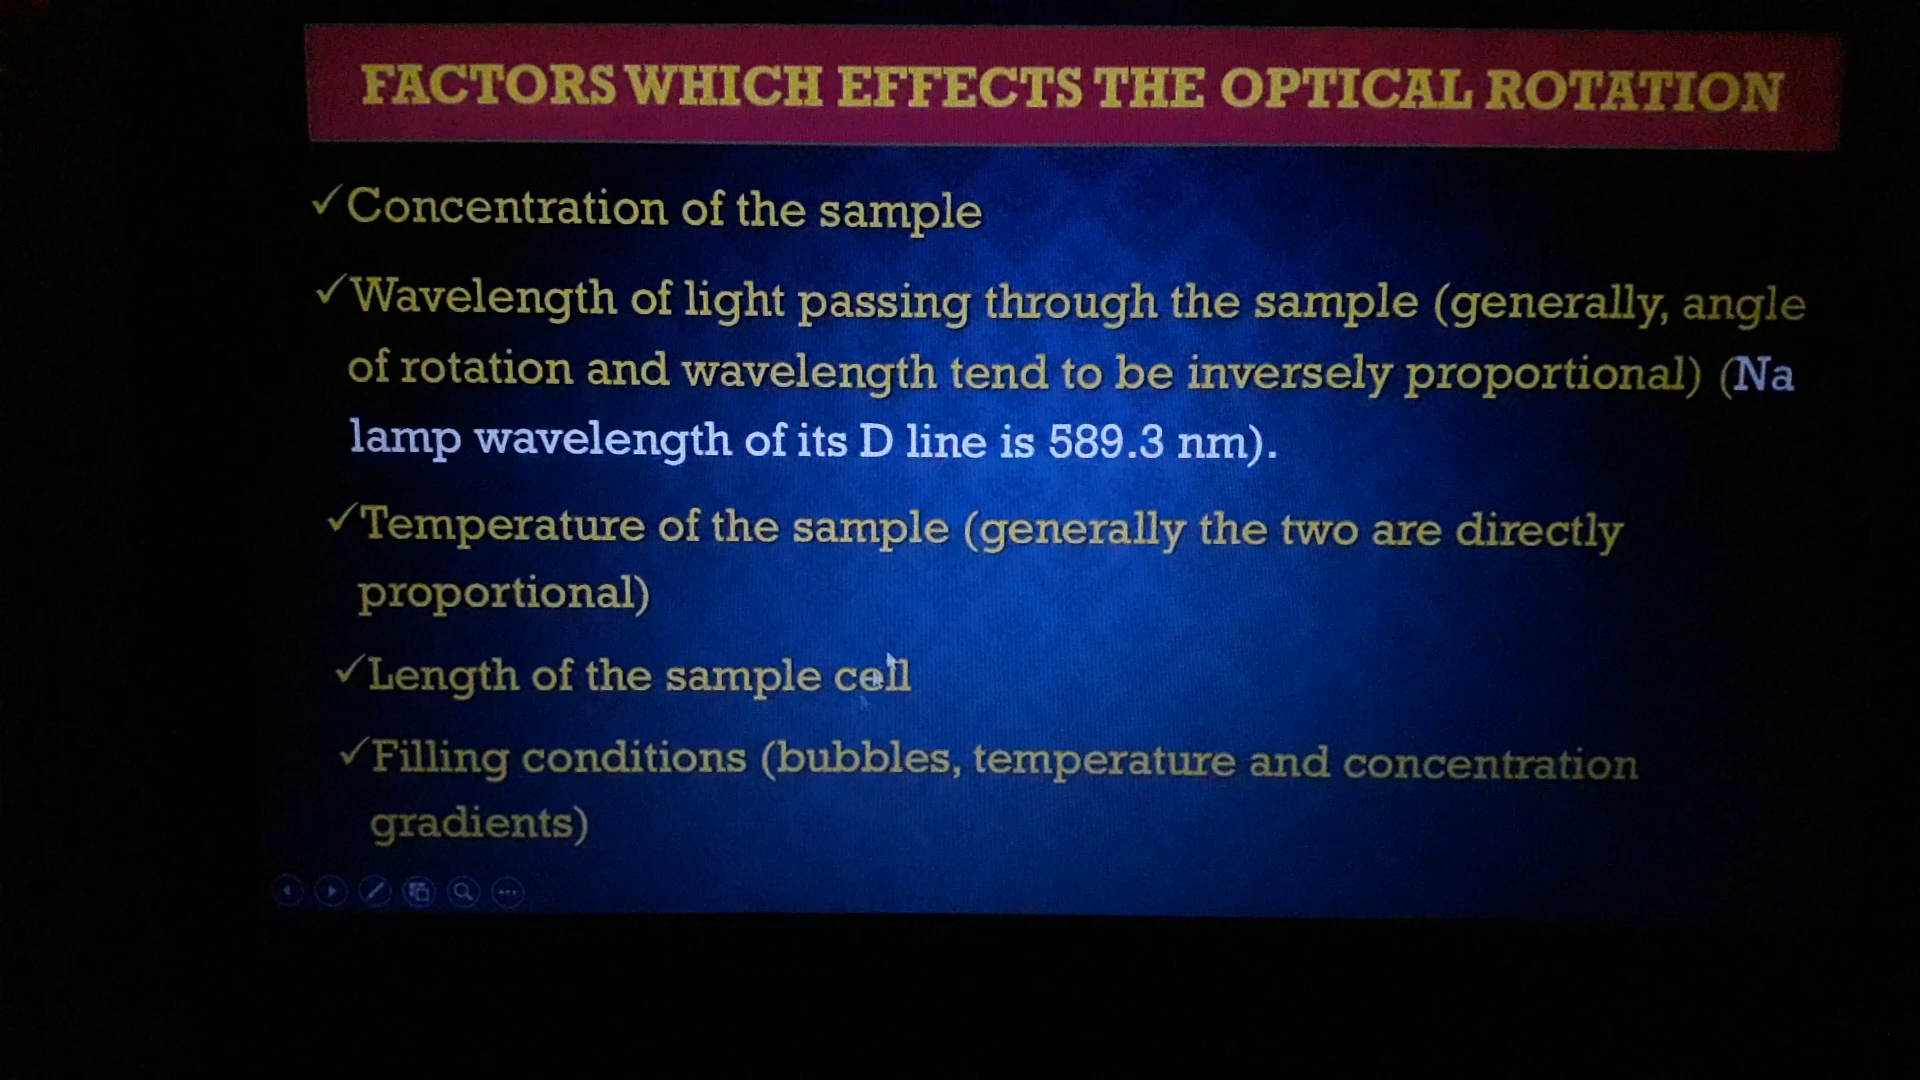 FACTORS WHICH EFFECTS THE OPTICAL ROTATION
✓Concentration of the sample
✓Wavelength of light passing through the sample (generally, angle
of rotation and wavelength tend to be inversely proportional) (Na
lamp wavelength of its D line is 589.3 nm).
✓Temperature of the sample (generally the two are directly
proportional)
✓Length of the sample cell
✓Filling conditions (bubbles, temperature and concentration
gradients)